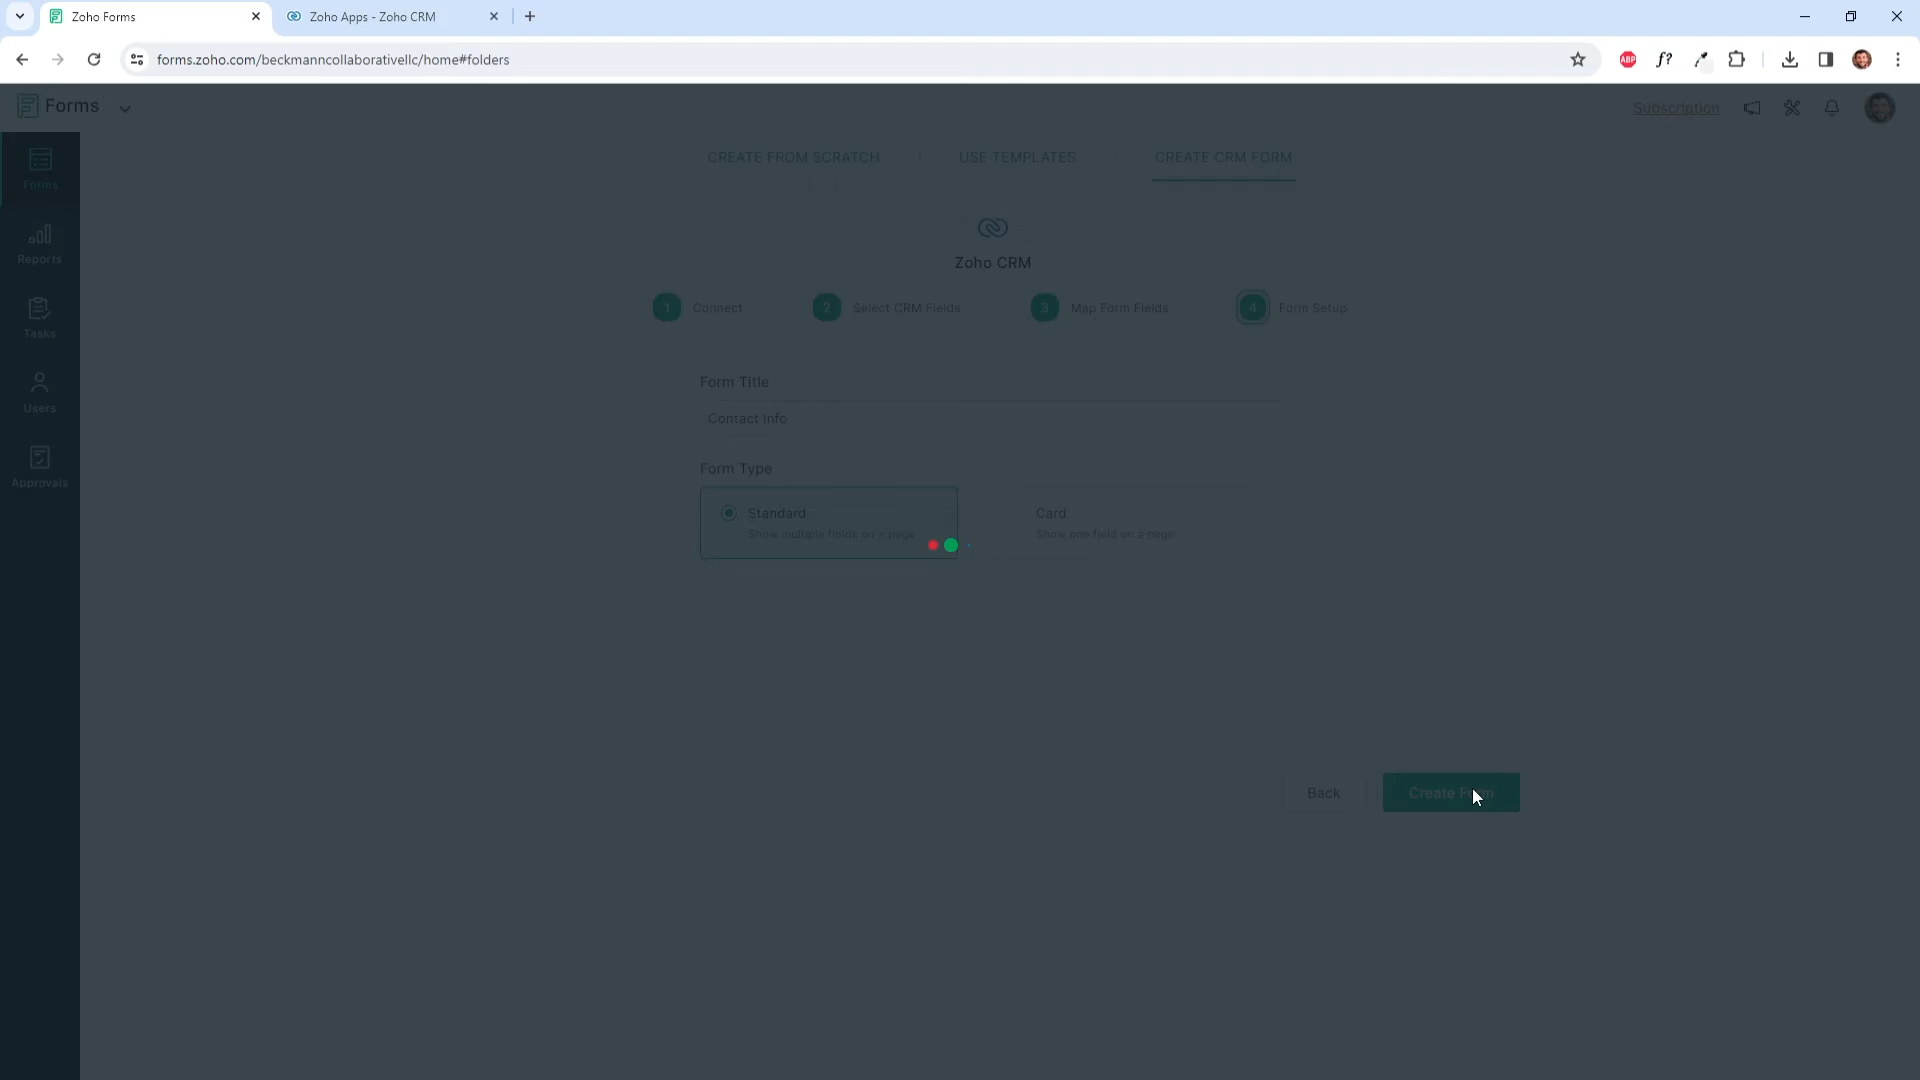 Zoho Forms
Zoho Apps - Zoho CRM
forms.zoho.com/beckmanncollaborativellc/home#folders
ABP
f?
Forms
Subscription
CREATE FROM SCRATCH
USE TEMPLATES
CREATE CRM FORM
Forms
Reports
Tasks
Users
Approvals
Zoho CRM
1 Connect
2 Select CRM Fields
3 Map Form Fields
4 Form Setup
Form Title
Contact Info
Form Type
Standard
Show multiple fields on a page
Card
Show one field on a page
Back
Create Form